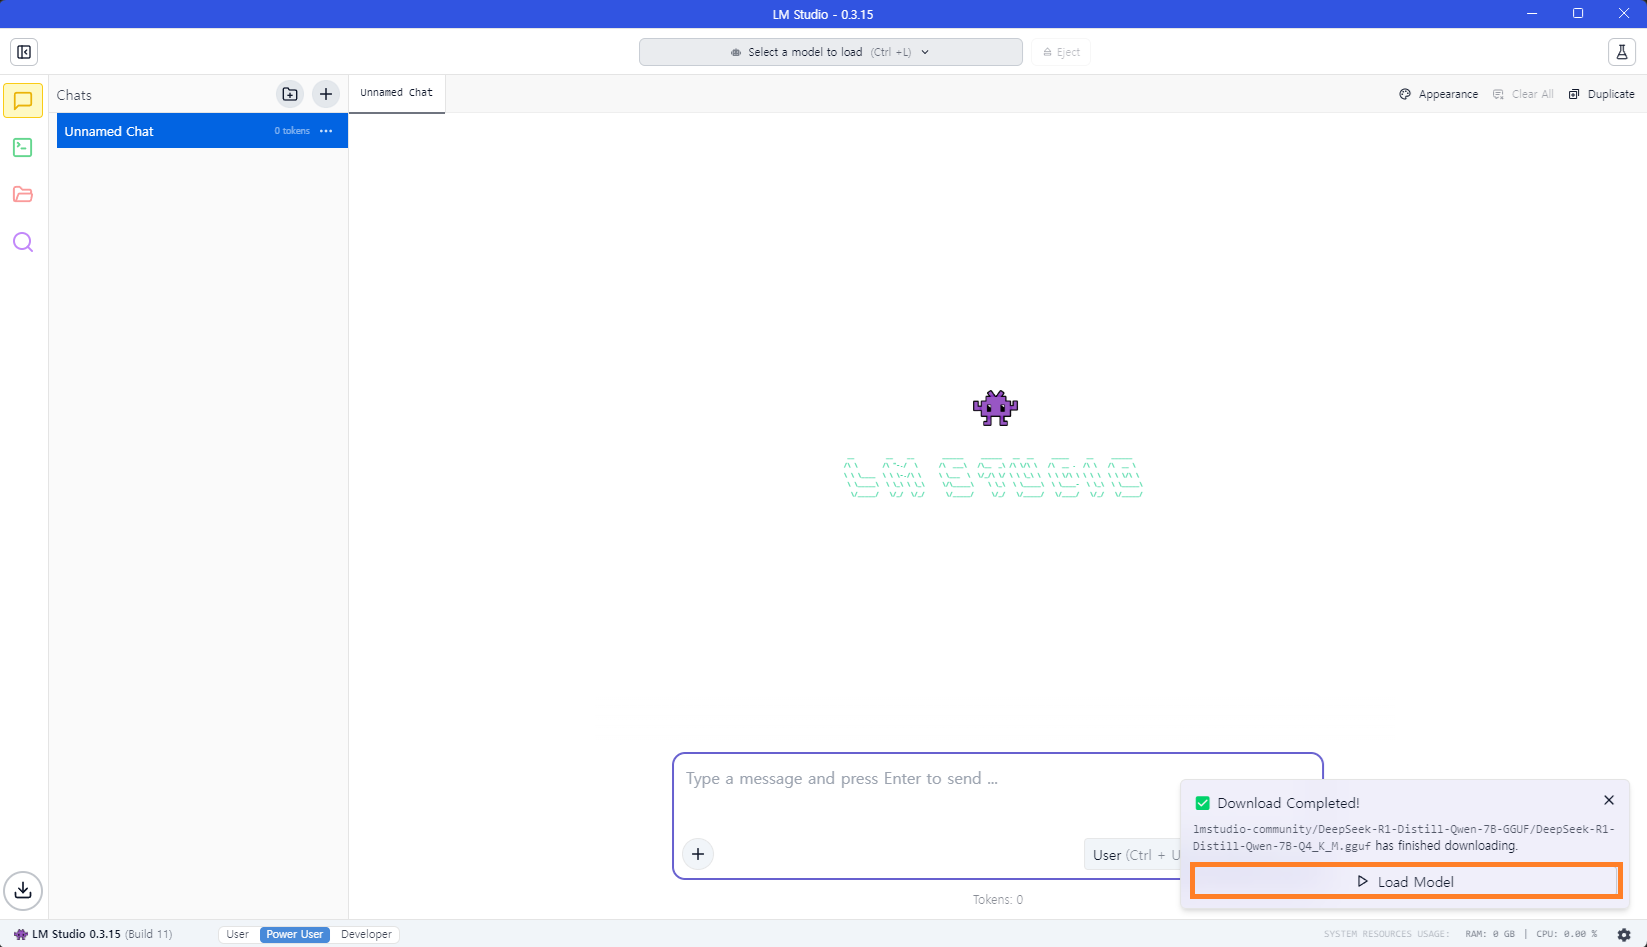 LM Studio - 0.3.15
Select a model to load (Ctrl +L)
Eject
Chats
Unnamed Chat
Appearance
Clear All
Duplicate
Unnamed Chat
0 tokens
LM STUDIO
Type a message and press Enter to send ...
User (Ctrl + U
Tokens: 0
Download Completed!
lmstudio-community/DeepSeek-R1-Distill-Qwen-7B-GGUF/DeepSeek-R1-
Distill-Qwen-7B-Q4_K_M.gguf has finished downloading.
Load Model
LM Studio 0.3.15 (Build 11)
User
Power User
Developer
SYSTEM RESOURCES USAGE:
RAM: 0 GB | CPU: 0.00 %